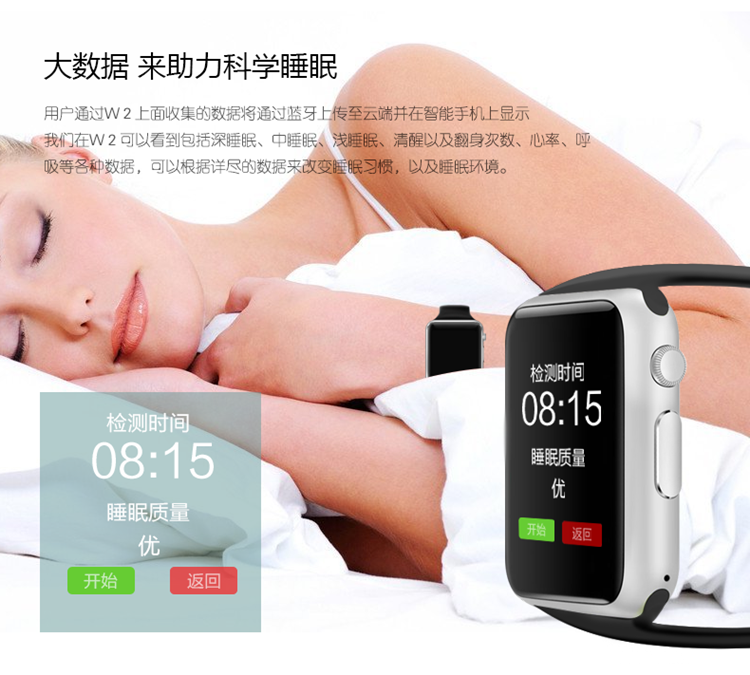 大数据 来助力科学睡眠
用户通过W2上面收集的数据将通过蓝牙上传至云端并在智能手机上显示
我们在W2可以看到包括深睡眠、中睡眠、浅睡眠、清醒以及翻身次数、心率、呼
吸等各种数据，可以根据详尽的数据来改变睡眠习惯，以及睡眠环境。
检测时间
08:15
睡眠质量
优
开始 返回
检测时间
08:15
睡眠质量
优
开始 返回